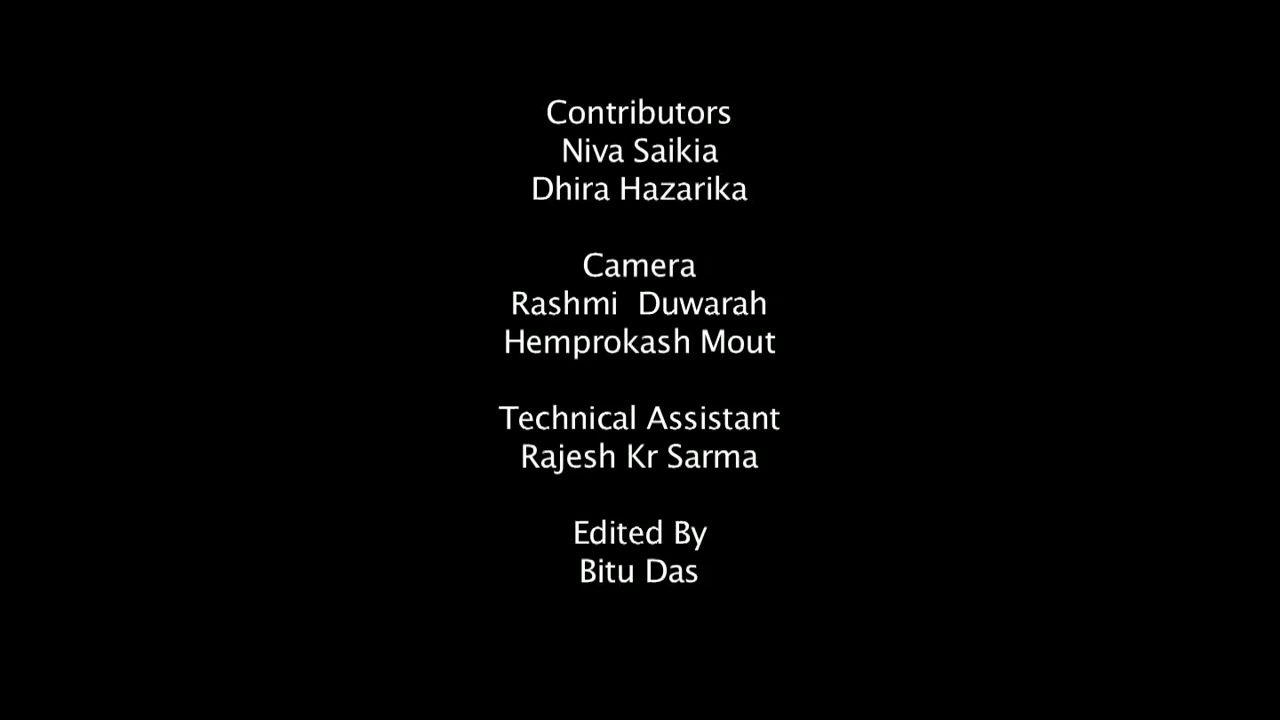 Contributors
Niva Saikia
Dhira Hazarika
Camera
Rashmi  Duwarah
Hemprokash Mout
Technical Assistant
Rajesh Kr Sarma
Edited By
Bitu Das